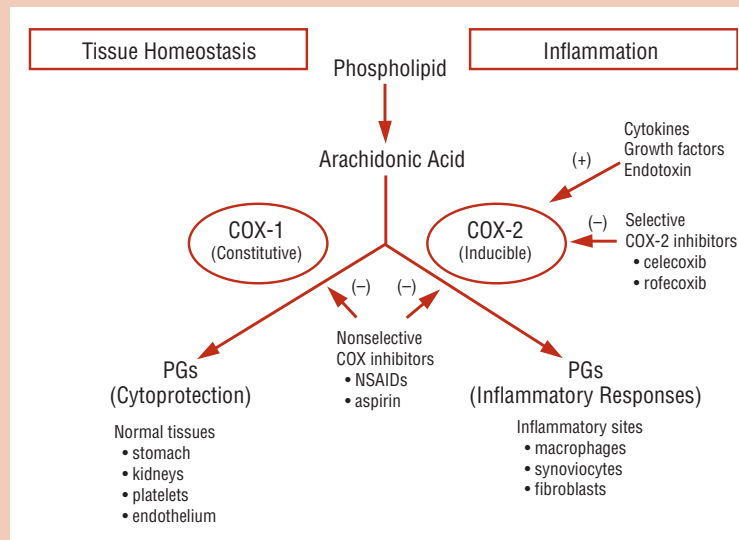 Tissue Homeostasis
Inflammation
Phospholipid
Arachidonic Acid
Cytokines
Growth factors
Endotoxin
(+)
COX-1
(Constitutive)
COX-2
(Inducible)
(–)
Selective
COX-2 inhibitors
• celecoxib
• rofecoxib
(–)
(–)
Nonselective
COX inhibitors
• NSAIDs
• aspirin
PGs
(Cytoprotection)
Normal tissues
• stomach
• kidneys
• platelets
• endothelium
PGs
(Inflammatory Responses)
Inflammatory sites
• macrophages
• synoviocytes
• fibroblasts